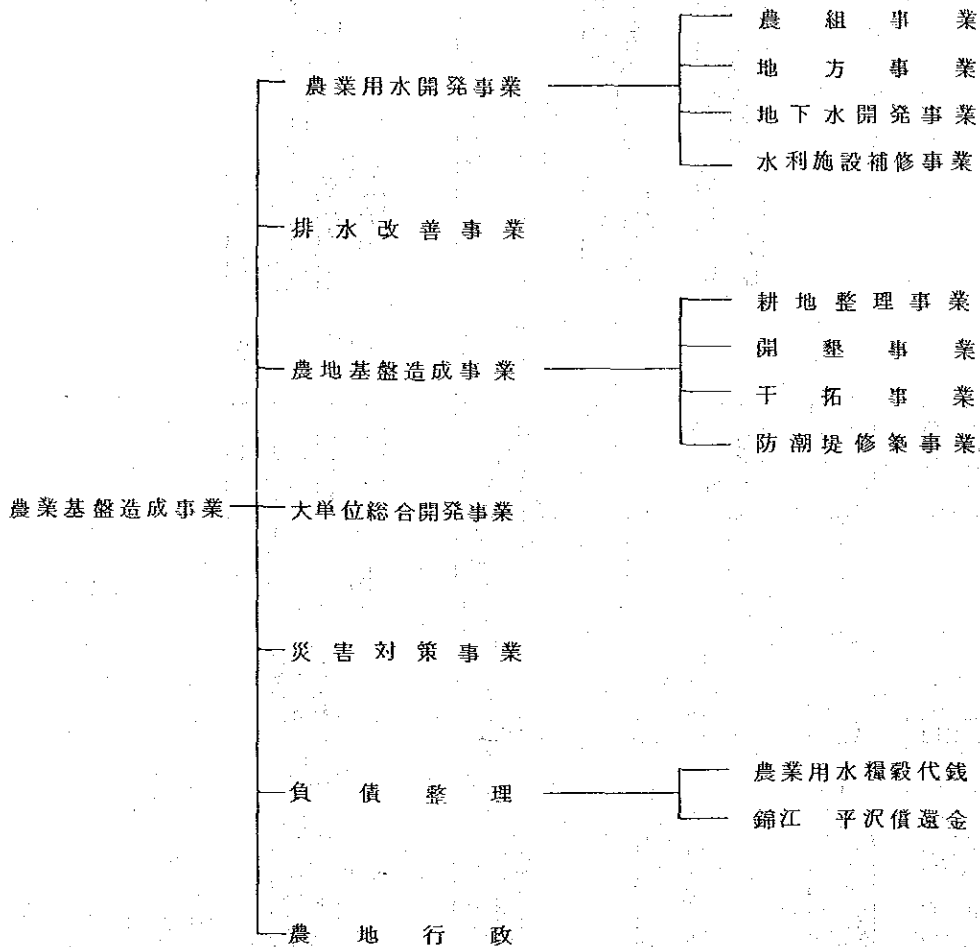 農組事業
地方事業
農業用水開発事業
地下水開発事業
水利施設補修事業
排水改善事業
耕地整理事業
開墾事業
農地基盤造成事業
干拓事業
防潮堤修築事業
農業基盤造成事業
大単位総合開発事業
災害対策事業
農業用水糧穀代銭
負債整理
錦江 平沢償還金
農地行政